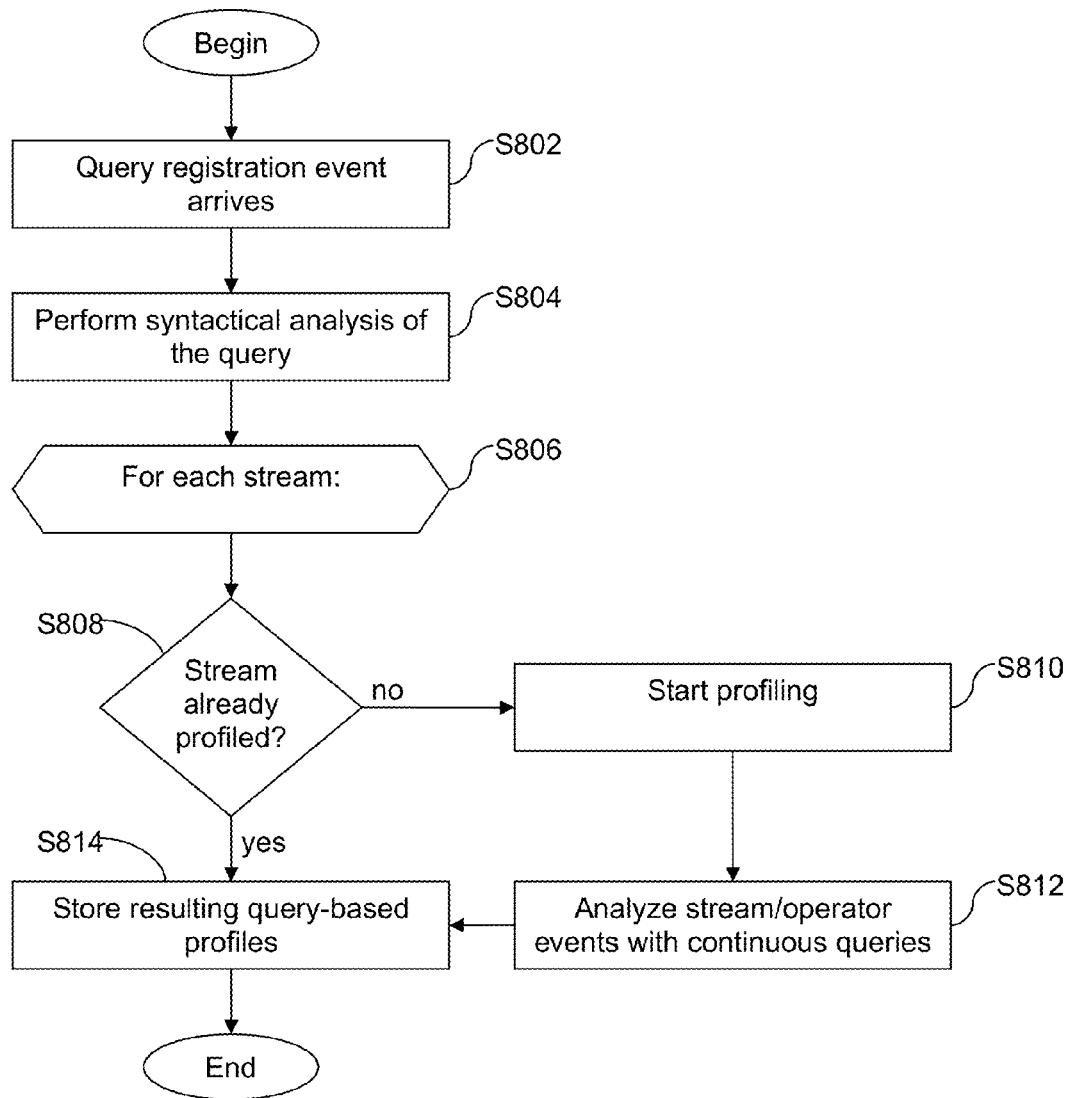 Begin
S802
Query registration event
arrives
S804
Perform syntactical analysis of
the query
S806
For each stream:
S808
Stream
already
profiled?
no
S810
Start profiling
yes
S814
Store resulting query-based
profiles
S812
Analyze stream/operator
events with continuous queries
End